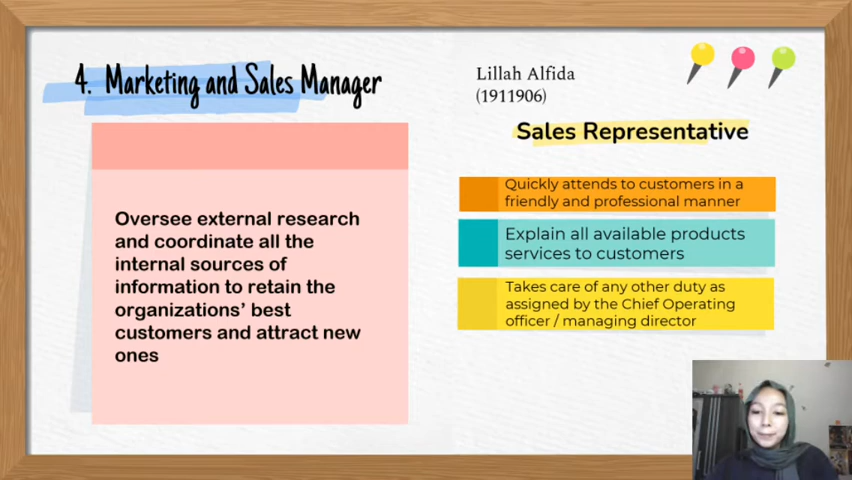 4. Marketing and Sales Manager
Oversee external research
and coordinate all the
internal sources of
information to retain the
organizations’ best
customers and attract new
ones
Lillah Alfida
(1911906)
Sales Representative
Quickly attends to customers in a
friendly and professional manner
Explain all available products
services to customers
Takes care of any other duty as
assigned by the Chief Operating
officer / managing director